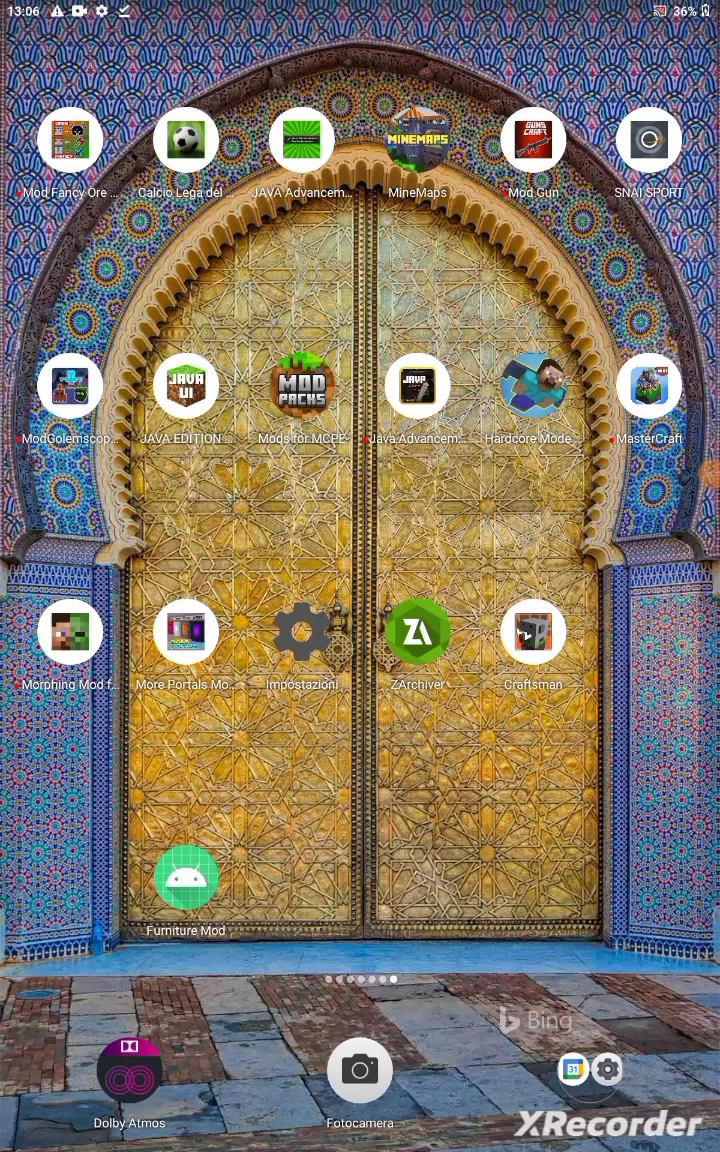 13:06
36%
Mod Fancy Ore ...
Calcio Lega del ...
JAVA Advancem...
MINEMAPS
MineMaps
GUNS
CRAFT
Mod Gun
SNAI SPORT
ModGolemscop...
JAVA
UI
JAVA EDITION ...
MOD
PACKS
Mods for MCPE
JAVA
Java Advancem...
Hardcore Mode...
MasterCraft
Morphing Mod f...
More Portals Mo...
Impostazioni
ZA
ZArchiver
Craftsman
Furniture Mod
Bing
31
Dolby Atmos
Fotocamera
XRecorder